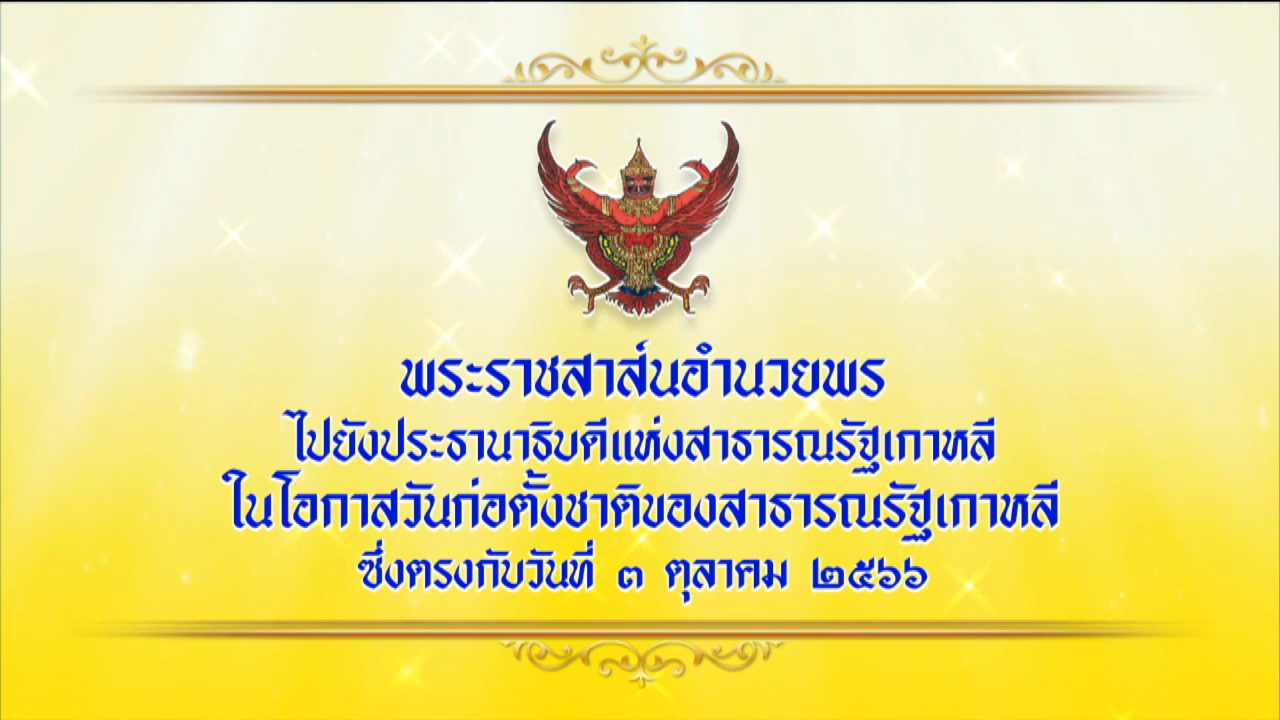 พระราชสาส์นอำนวยพร
ไปยังประธานาธิบดีแห่งสาธารณรัฐเกาหลี
ในโอกาสวันก่อตั้งชาติของสาธารณรัฐเกาหลี
ซึ่งตรงกับวันที่ ๓ ตุลาคม ๒๕๖๖